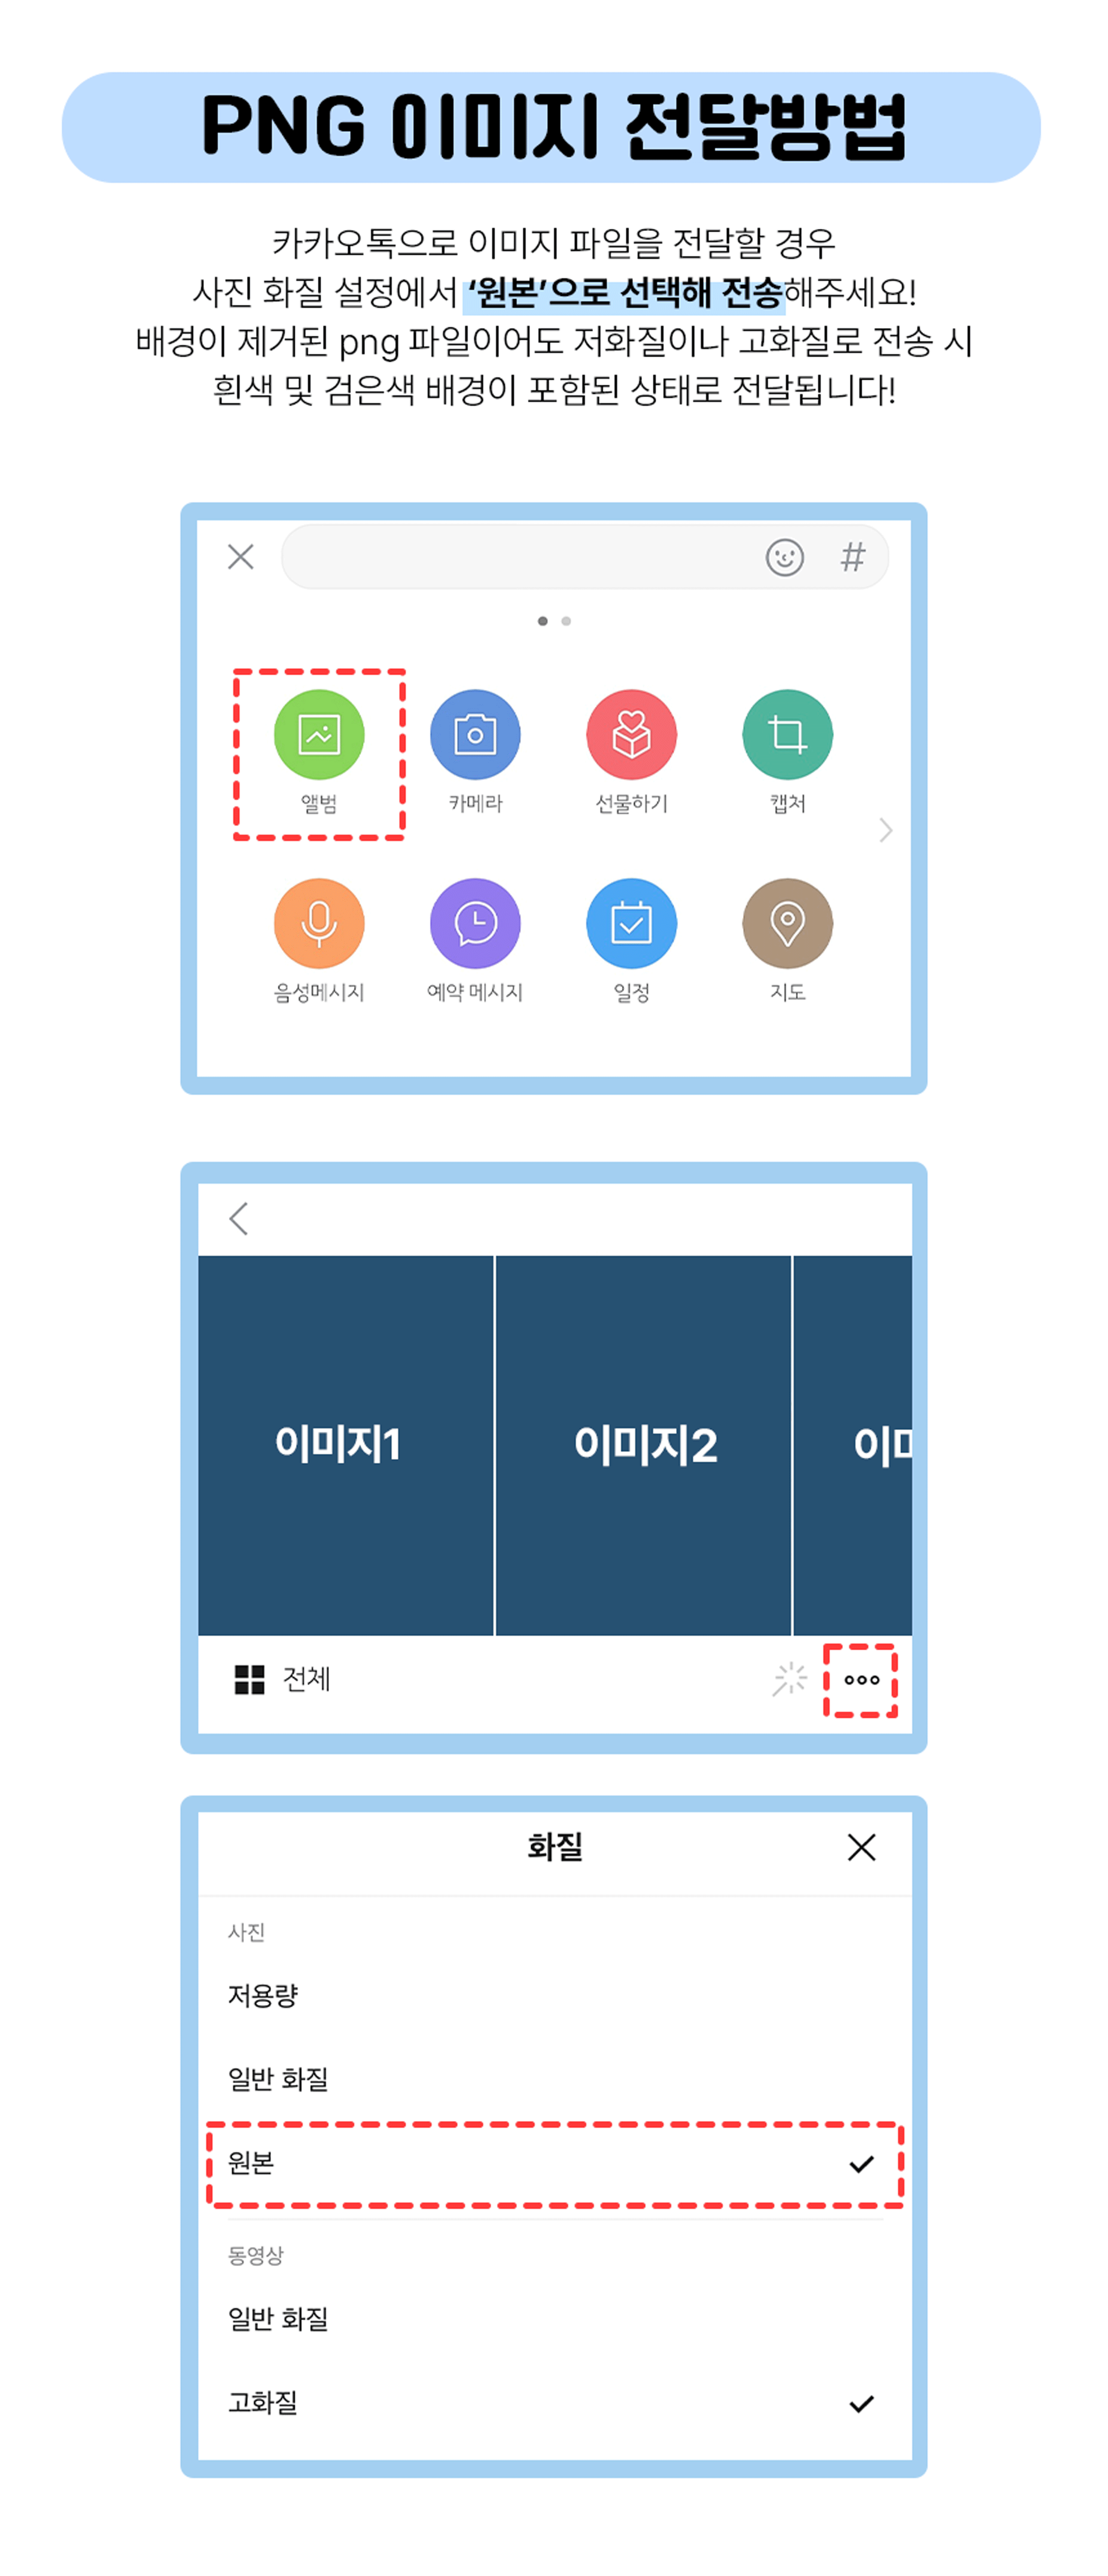 PNG 이미지 전달방법
카카오톡으로 이미지 파일을 전달할 경우
사진 화질 설정에서 ‘원본’으로 선택해 전송해주세요!
배경이 제거된 png 파일이어도 저화질이나 고화질로 전송 시
흰색 및 검은색 배경이 포함된 상태로 전달됩니다!
#
앨범 카메라 선물하기 캡처
음성메시지 예약 메시지 일정 지도
이미지1 이미지2 이미
전체
화질
사진
저용량
일반 화질
원본
동영상
일반 화질
고화질